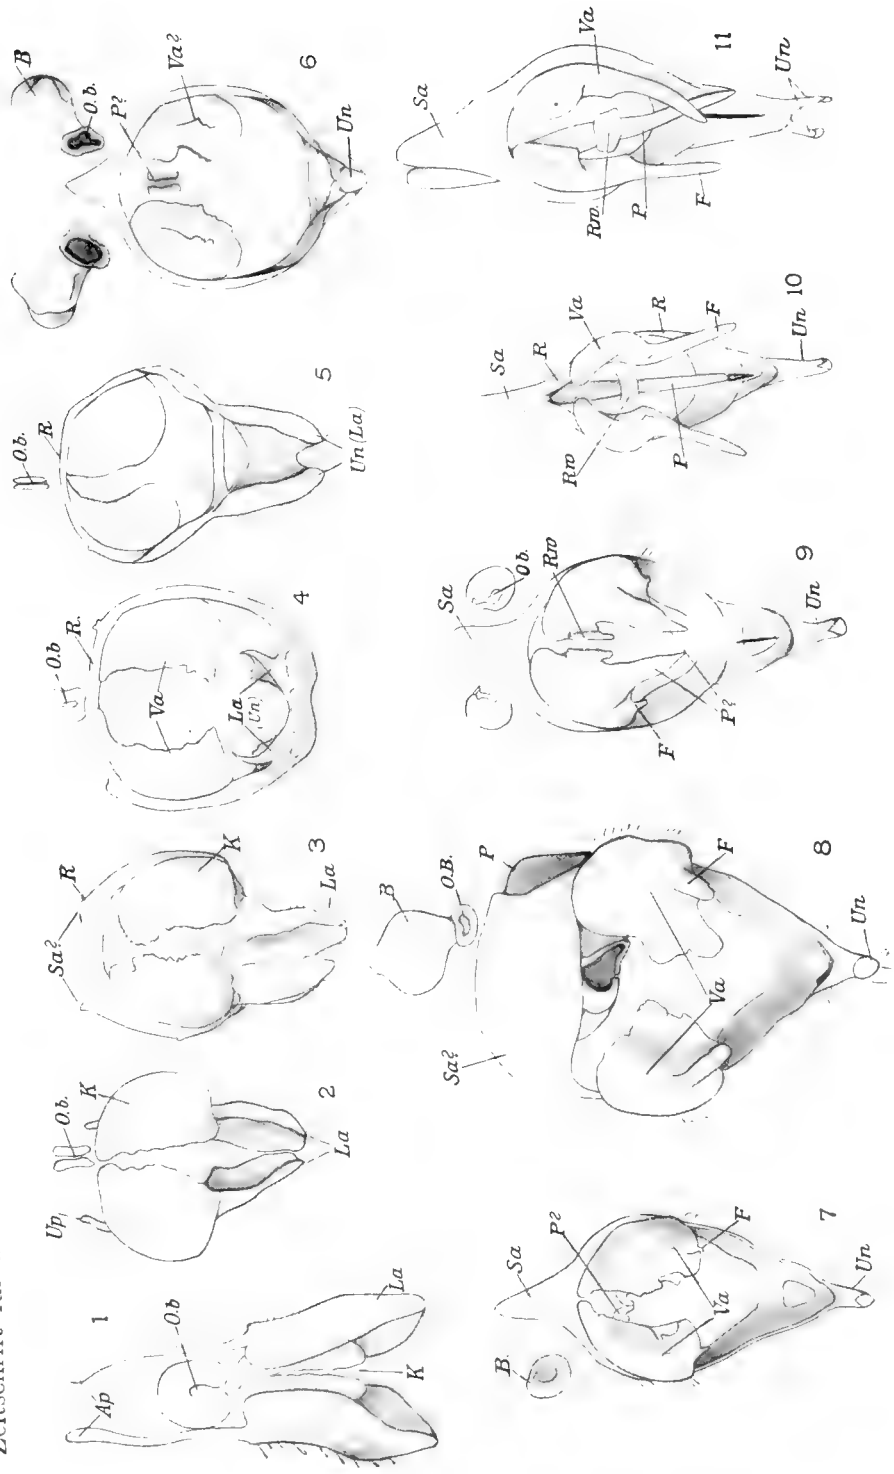 Zeitschrift
1
Ap
O.b
La
K
Up
O.b.
K
2
La
Sa?
R
K
3
La
O.b
R.
Va
La
(Un)
4
O.b.
R
5
Un(La)
B
O.b.
P?
Va?
6
Un
B
Sa
P?
Va
F
7
Un
Sa?
B
O.B.
P
F
Va
8
Un
Sa
Ob.
Rw
F
P?
9
Un
Sa
R
Va
R
F
Rw
P
10
Un
Sa
Va
Rw.
P
F
11
Un